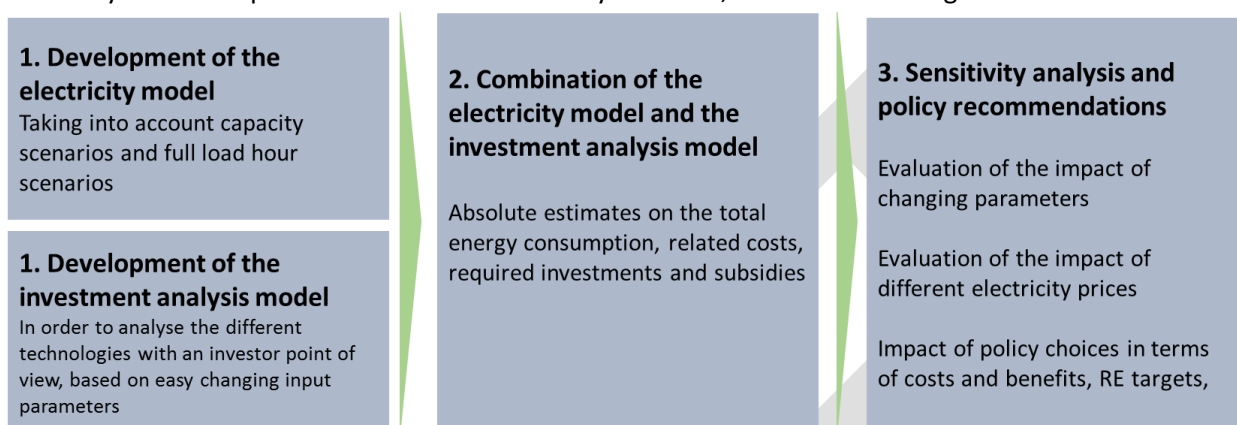 1. Development of the
electricity model
Taking into account capacity
scenarios and full load hour
scenarios
1. Development of the
investment analysis model
In order to analyse the different
technologies with an investor point of
view, based on easy changing input
parameters
2. Combination of the
electricity model and the
investment analysis model
Absolute estimates on the total
energy consumption, related costs,
required investments and subsidies
3. Sensitivity analysis and
policy recommendations
Evaluation of the impact of
changing parameters
Evaluation of the impact of
different electricity prices
Impact of policy choices in terms
of costs and benefits, RE targets,